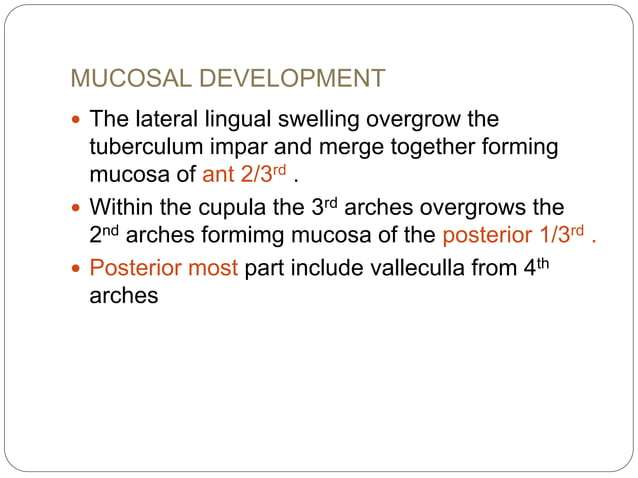 MUCOSAL DEVELOPMENT
• The lateral lingual swelling overgrow the
tuberculum impar and merge together forming
mucosa of ant 2/3rd .
• Within the cupula the 3rd arches overgrows the
2nd arches formimg mucosa of the posterior 1/3rd .
• Posterior most part include valleculla from 4th
arches